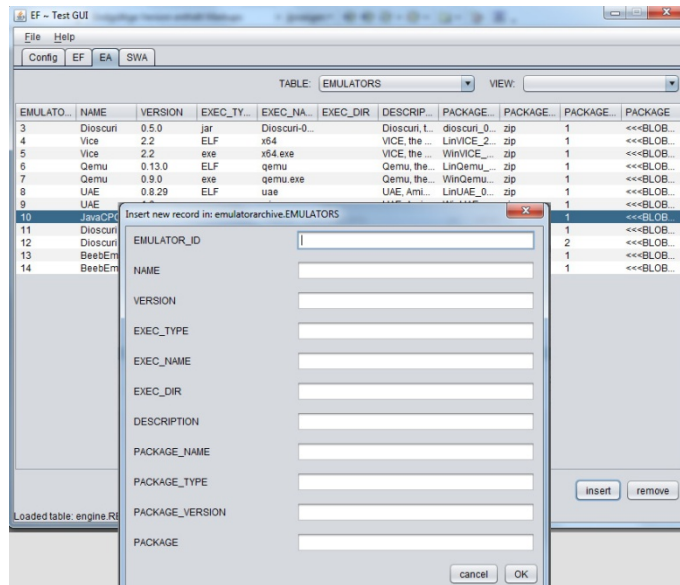 EF ~ Test GUI
File Help
Config EF EA SWA
TABLE: EMULATORS VIEW:
EMULATO... NAME VERSION EXEC_TY... EXEC_NA... EXEC_DIR DESCRIP... PACKAGE... PACKAGE... PACKAGE... PACKAGE
3 Dioscuri 0.5.0 jar Dioscuri-0... Dioscuri, t... dioscuri_0... zip 1 <<<BLOB...
4 Vice 2.2 ELF x64 VICE, the ... LinVICE_2... zip 1 <<<BLOB...
5 Vice 2.2 exe x64.exe VICE, the ... WinVICE_... zip 1 <<<BLOB...
6 Qemu 0.13.0 ELF qemu Qemu, the... LinQemu_... zip 1 <<<BLOB...
7 Qemu 0.9.0 exe qemu.exe Qemu, the... WinQemu... zip 1 <<<BLOB...
8 UAE 0.8.29 ELF uae UAE, Ami... LinUAE_0... zip 1 <<<BLOB...
9 UAE 1 <<<BLOB...
10 JavaCPC 1 <<<BLOB...
11 Dioscuri 1 <<<BLOB...
12 Dioscuri 2 <<<BLOB...
13 BeebEm 1 <<<BLOB...
14 BeebEm 1 <<<BLOB...
Insert new record in: emulatorarchive.EMULATORS
EMULATOR_ID
NAME
VERSION
EXEC_TYPE
EXEC_NAME
EXEC_DIR
DESCRIPTION
PACKAGE_NAME
PACKAGE_TYPE
PACKAGE_VERSION
PACKAGE
cancel OK
insert remove
Loaded table: engine.RE